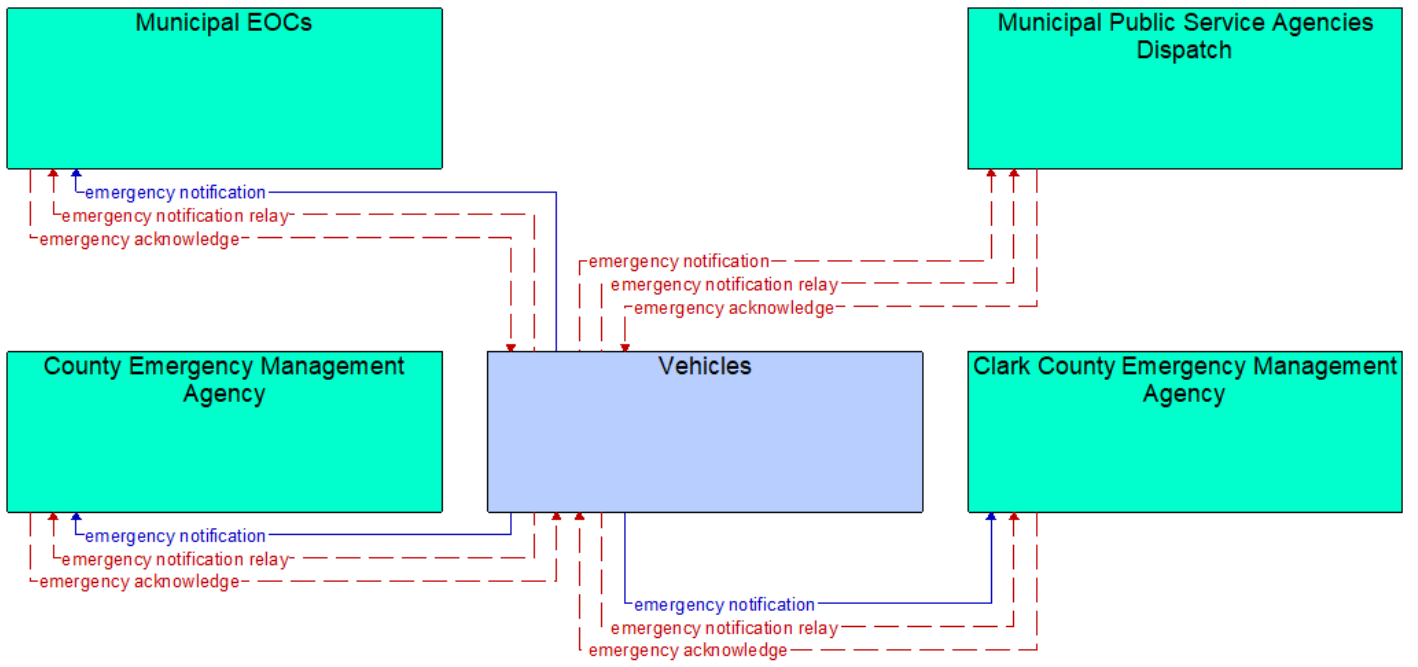 Municipal EOCs
Municipal Public Service Agencies
Dispatch
emergency notification
emergency notification relay
emergency acknowledge
emergency notification
emergency notification relay
emergency acknowledge
County Emergency Management
Agency
Vehicles
Clark County Emergency Management
Agency
emergency notification
emergency notification relay
emergency acknowledge
emergency notification
emergency notification relay
emergency acknowledge